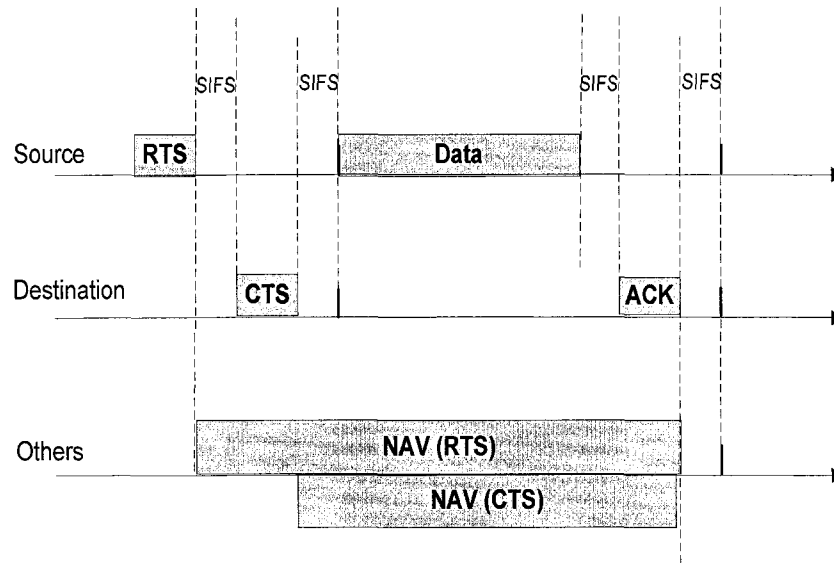 SIFS SIFS SIFS SIFS
Source RTS Data
Destination CTS ACK
Others NAV (RTS)
NAV (CTS)